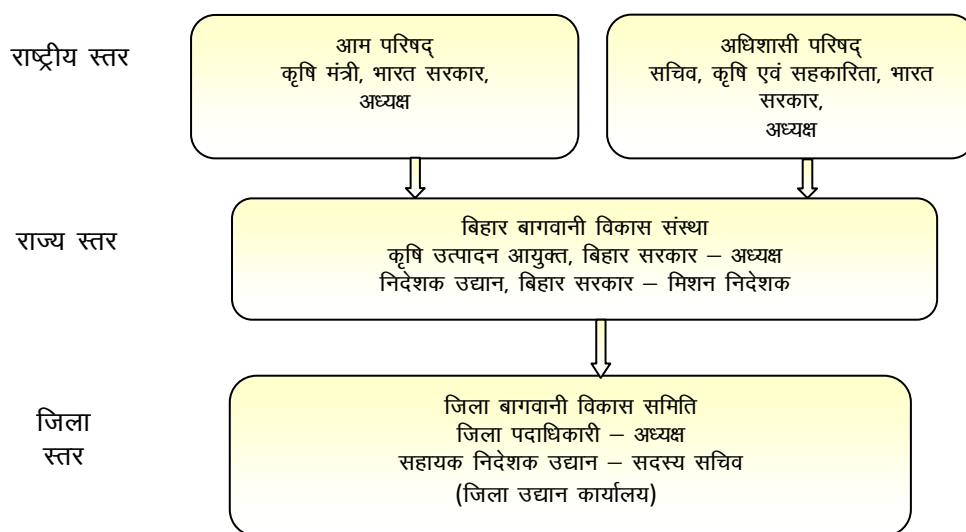 राष्ट्रीय स्तर
आम परिषद्
कृषि मंत्री, भारत सरकार,
अध्यक्ष
अधिशासी परिषद्
सचिव, कृषि एवं सहकारिता, भारत
सरकार,
अध्यक्ष
राज्य स्तर
बिहार बागवानी विकास संस्था
कृषि उत्पादन आयुक्त, बिहार सरकार – अध्यक्ष
निदेशक उद्यान, बिहार सरकार – मिशन निदेशक
जिला
स्तर
जिला बागवानी विकास समिति
जिला पदाधिकारी – अध्यक्ष
सहायक निदेशक उद्यान – सदस्य सचिव
(जिला उद्यान कार्यालय)